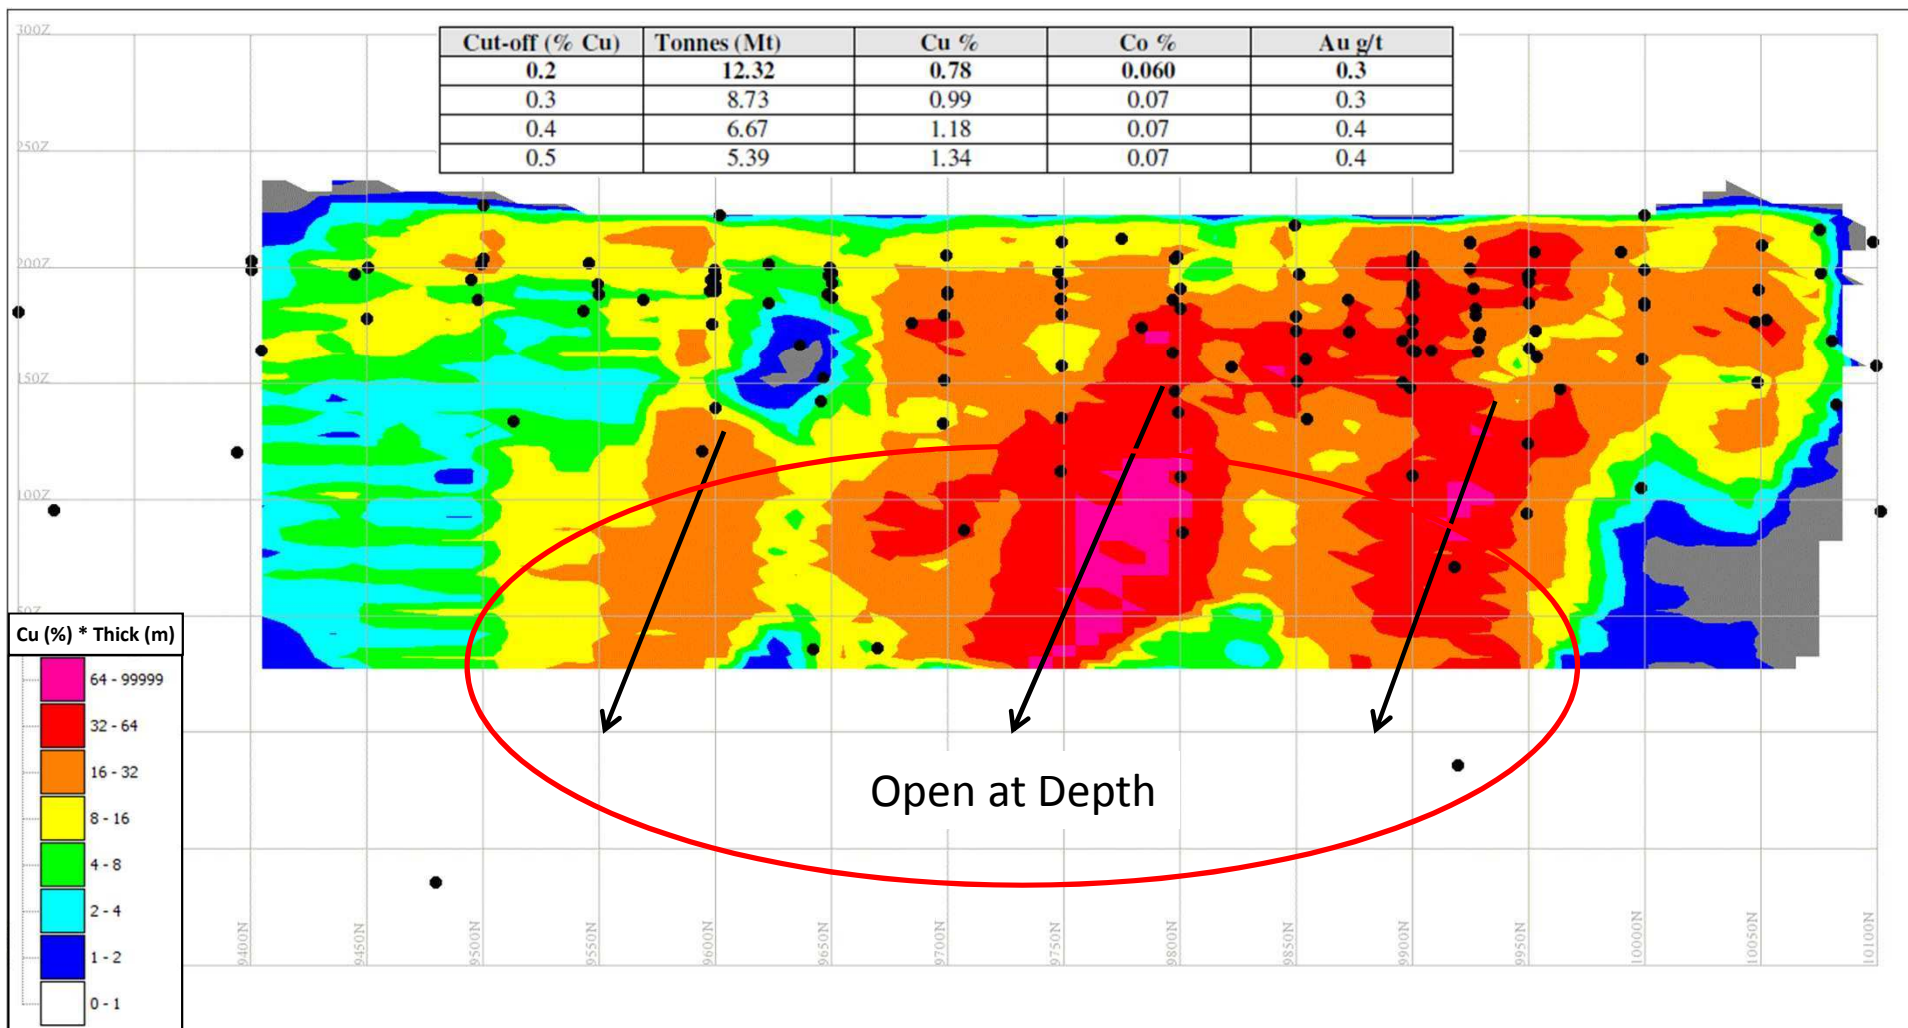 300Z
Cut-off (% Cu) Tonnes (Mt) Cu % Co % Au g/t
0.2 12.32 0.78 0.060 0.3
0.3 8.73 0.99 0.07 0.3
0.4 6.67 1.18 0.07 0.4
0.5 5.39 1.34 0.07 0.4
250Z
200Z
150Z
100Z
50Z
Cu (%) * Thick (m)
64 - 99999
32 - 64
16 - 32
8 - 16
4 - 8
2 - 4
1 - 2
0 - 1
Open at Depth
9400N 9450N 9500N 9550N 9600N 9650N 9700N 9750N 9800N 9850N 9900N 9950N 10000N 10050N 10100N